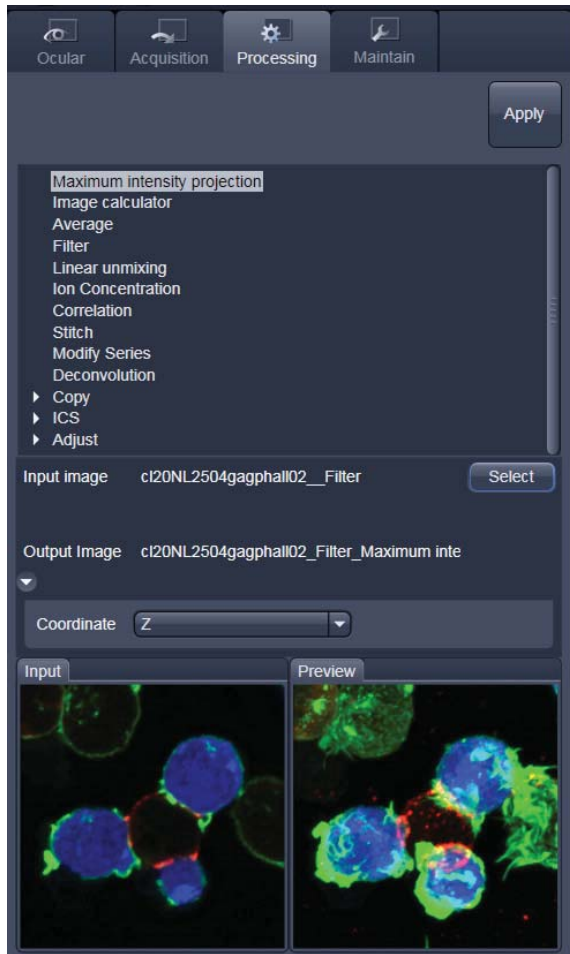 Ocular Acquisition Processing Maintain
Apply
Maximum intensity projection
Image calculator
Average
Filter
Linear unmixing
Ion Concentration
Correlation
Stitch
Modify Series
Deconvolution
Copy
ICS
Adjust
Input image cl20NL2504gagphall02__Filter Select
Output Image cl20NL2504gagphall02_Filter_Maximum inte
Coordinate Z
Input Preview